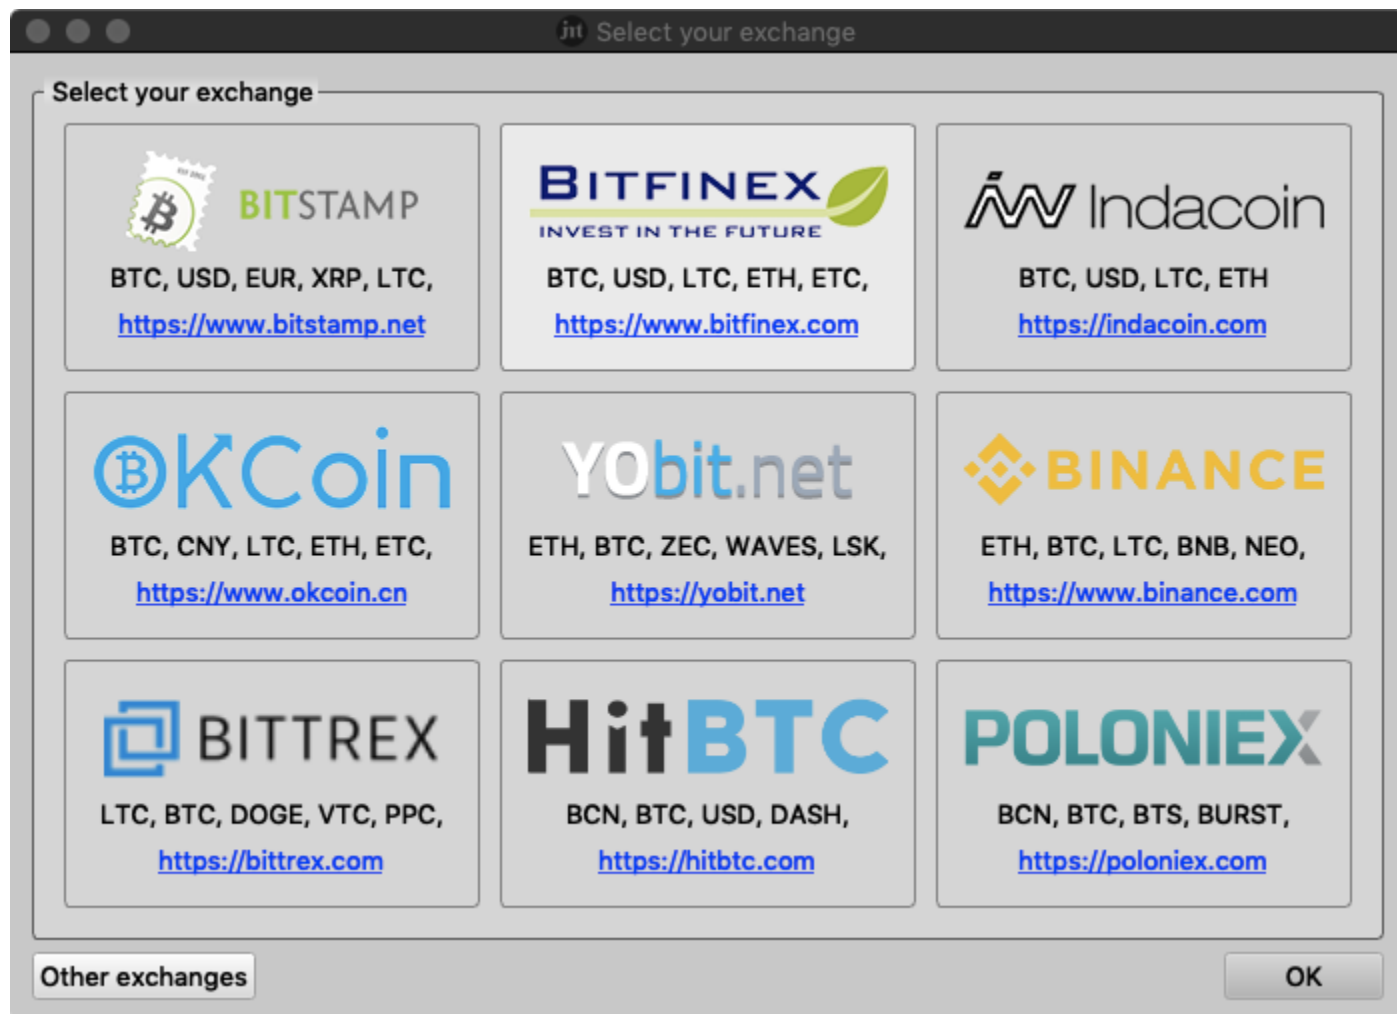 jnt Select your exchange
Select your exchange
EST 2002
BITSTAMP
BTC, USD, EUR, XRP, LTC,
https://www.bitstamp.net
BITFINEX
INVEST IN THE FUTURE
BTC, USD, LTC, ETH, ETC,
https://www.bitfinex.com
Indacoin
BTC, USD, LTC, ETH
https://indacoin.com
OKCoin
BTC, CNY, LTC, ETH, ETC,
https://www.okcoin.cn
YObit.net
ETH, BTC, ZEC, WAVES, LSK,
https://yobit.net
BINANCE
ETH, BTC, LTC, BNB, NEO,
https://www.binance.com
BITTREX
LTC, BTC, DOGE, VTC, PPC,
https://bittrex.com
HitBTC
BCN, BTC, USD, DASH,
https://hitbtc.com
POLONIEX
BCN, BTC, BTS, BURST,
https://poloniex.com
Other exchanges
OK